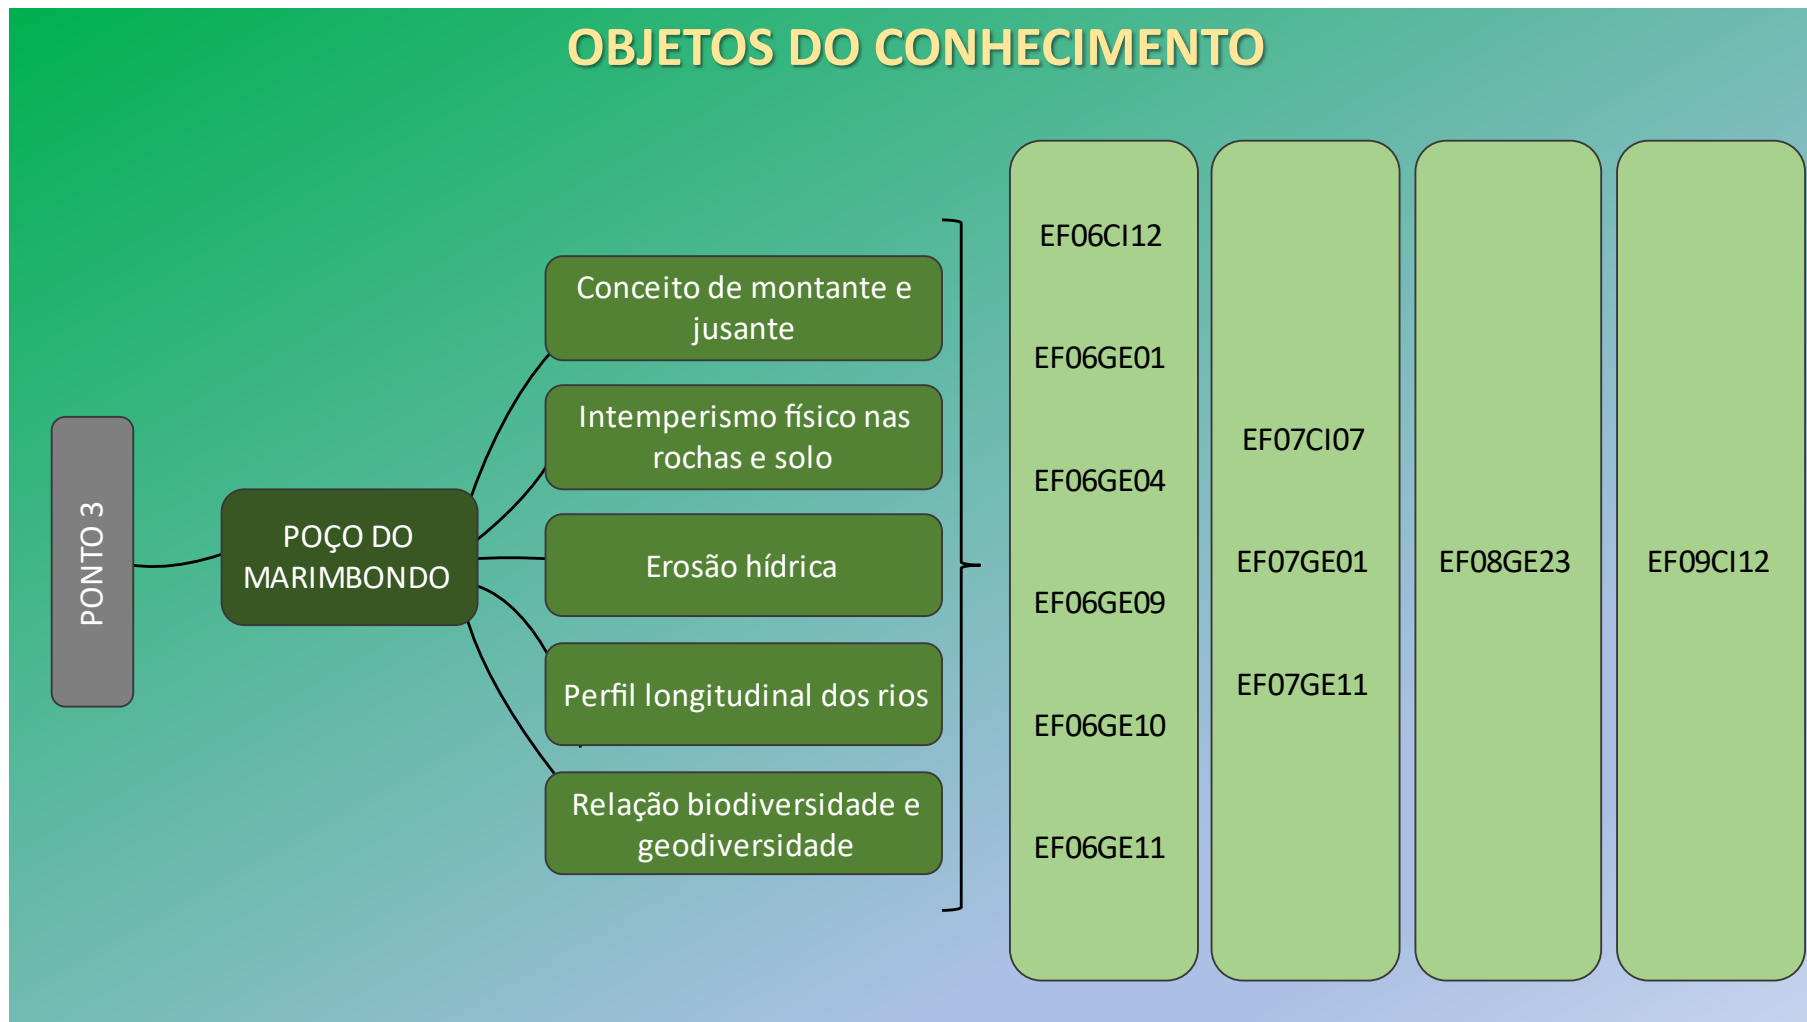 OBJETOS DO CONHECIMENTO
PONTO 3
POÇO DO
MARIMBONDO
Conceito de montante e
jusante
Intemperismo físico nas
rochas e solo
Erosão hídrica
Perfil longitudinal dos rios
Relação biodiversidade e
geodiversidade
EF06CI12
EF06GE01
EF06GE04
EF06GE09
EF06GE10
EF06GE11
EF07CI07
EF07GE01
EF07GE11
EF08GE23
EF09CI12